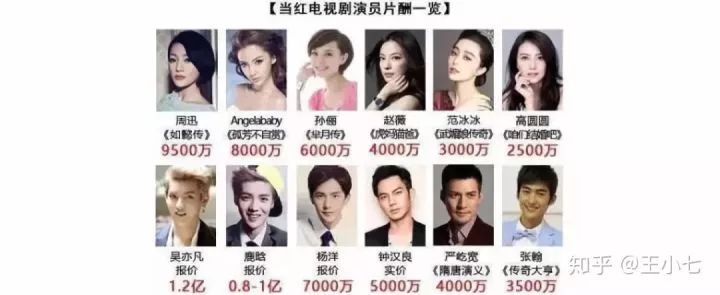 【当红电视剧演员片酬一览】
周迅 Angelababy 孙俪 赵薇 范冰冰 高圆圆
《如懿传》 《孤芳不自赏》 《芈月传》 《虎妈猫爸》 《武媚娘传奇》 《咱们结婚吧》
9500万 8000万 6000万 4000万 3000万 2500万
吴亦凡 鹿晗 杨洋 钟汉良 严屹宽 张翰
报价 报价 报价 实价 《隋唐演义》 《传奇大亨》
1.2亿 0.8-1亿 7000万 5000万 4000万 3500万
知乎 @王小七